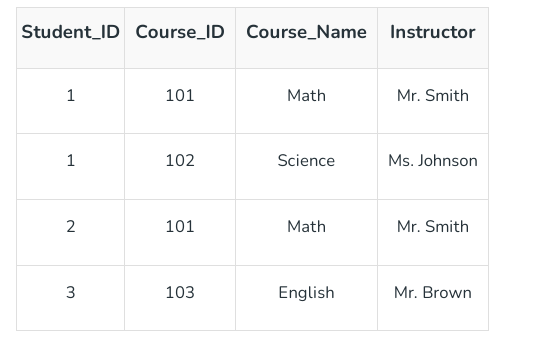 Student_ID Course_ID Course_Name Instructor
1 101 Math Mr. Smith
1 102 Science Ms. Johnson
2 101 Math Mr. Smith
3 103 English Mr. Brown